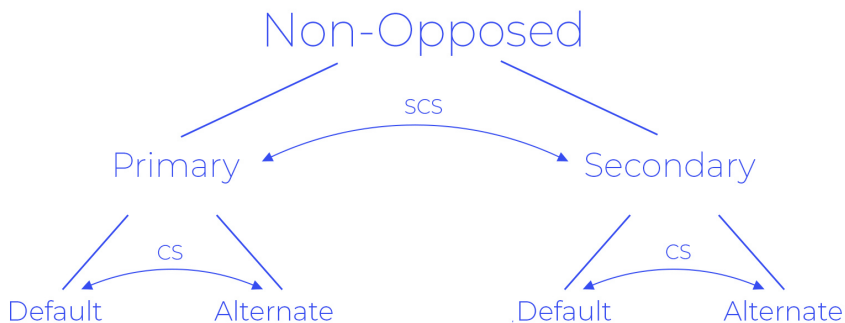 Non-Opposed
SCS
Primary
Secondary
CS
CS
Default
Alternate
Default
Alternate